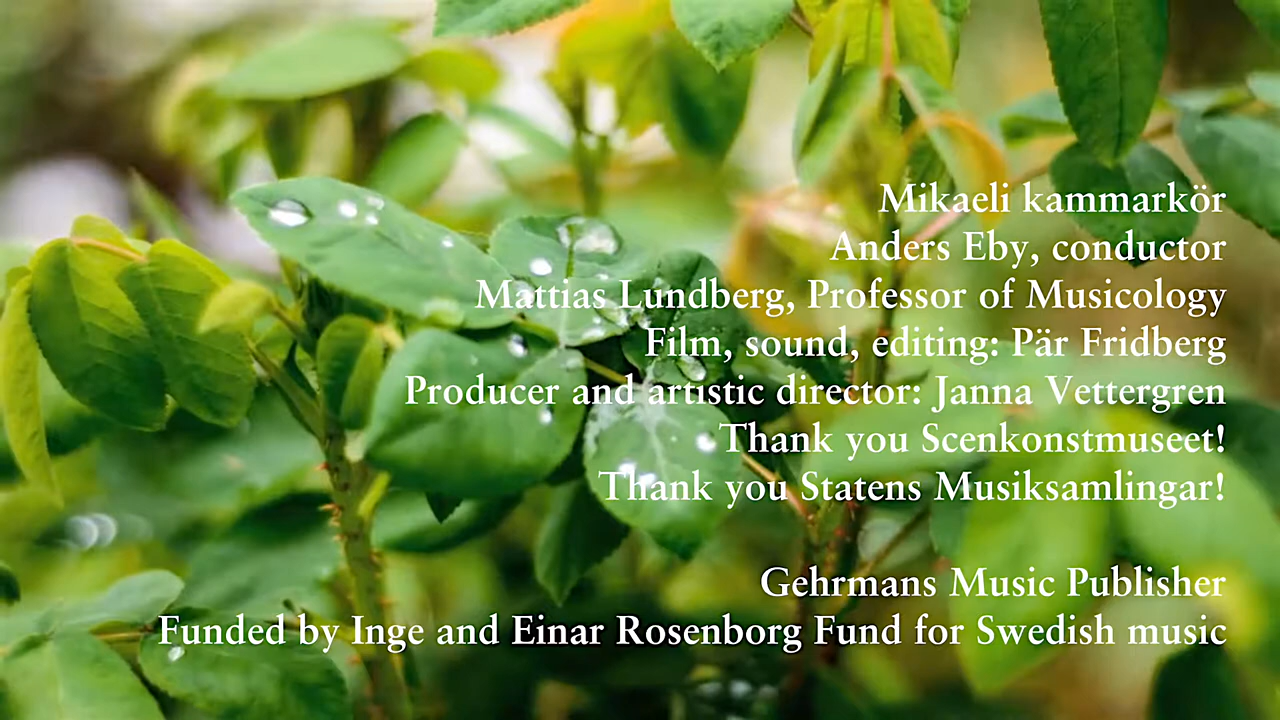 Mikaeli kammarkör
Anders Eby, conductor
Mattias Lundberg, Professor of Musicology
Film, sound, editing: Pär Fridberg
Producer and artistic director: Janna Vettergren
Thank you Scenkonstmuseet!
Thank you Statens Musiksamlingar!
Gehrmans Music Publisher
Funded by Inge and Einar Rosenborg Fund for Swedish music